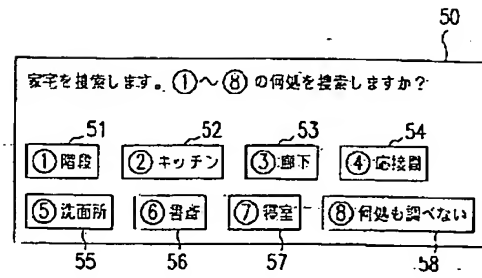 50
家宅を捜索します。①～⑧の何処を捜索しますか?
51 52 53 54
①階段 ②キッチン ③廊下 ④応接間
⑤洗面所 ⑥書斎 ⑦寝室 ⑧何処も調べない
55 56 57 58